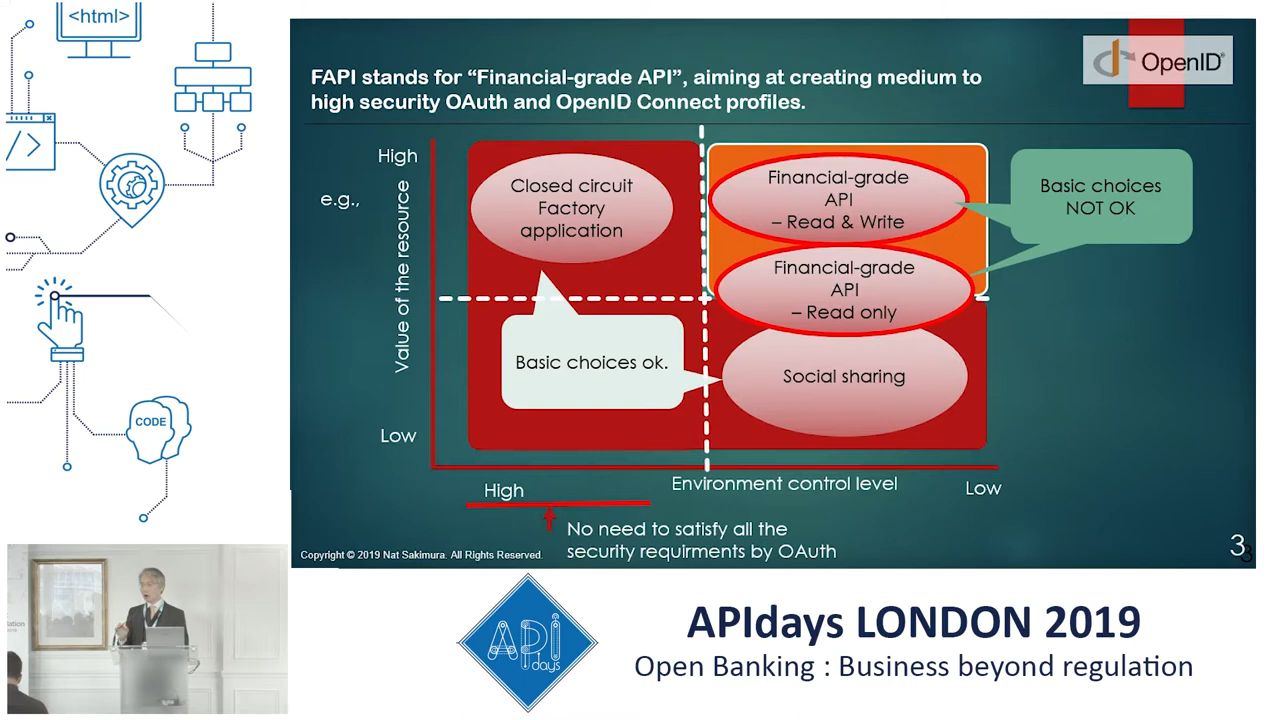 <html>
FAPI stands for “Financial-grade API”, aiming at creating medium to
high security OAuth and OpenID Connect profiles.
OpenID®
High
e.g.,
Value of the resource
Low
Closed circuit
Factory
application
Financial-grade
API
– Read & Write
Financial-grade
API
– Read only
Basic choices
NOT OK
Basic choices ok.
Social sharing
High
Environment control level
Low
No need to satisfy all the
security requirments by OAuth
Copyright © 2019 Nat Sakimura. All Rights Reserved.
3
3
</>
CODE
API
days
APIdays LONDON 2019
Open Banking : Business beyond regulation